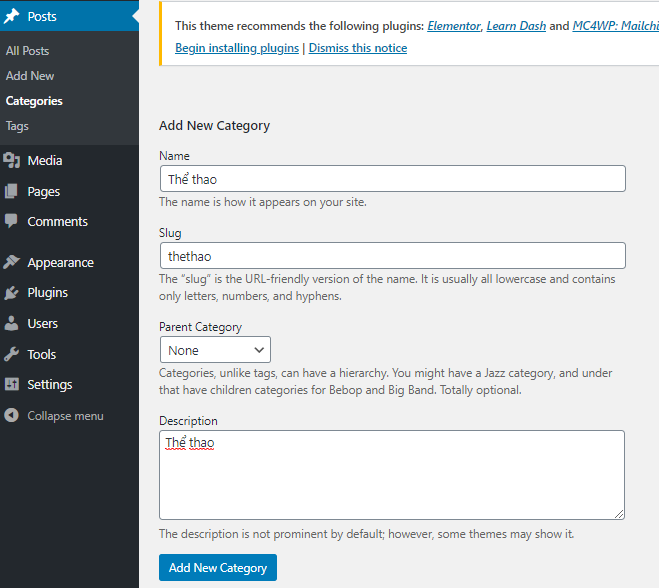 Posts
All Posts
Add New
Categories
Tags
Media
Pages
Comments
Appearance
Plugins
Users
Tools
Settings
Collapse menu
This theme recommends the following plugins: Elementor, Learn Dash and MC4WP: Mailchi
Begin installing plugins | Dismiss this notice
Add New Category
Name
Thể thao
The name is how it appears on your site.
Slug
thethao
The “slug” is the URL-friendly version of the name. It is usually all lowercase and contains
only letters, numbers, and hyphens.
Parent Category
None
Categories, unlike tags, can have a hierarchy. You might have a Jazz category, and under
that have children categories for Bebop and Big Band. Totally optional.
Description
Thể thao
The description is not prominent by default; however, some themes may show it.
Add New Category